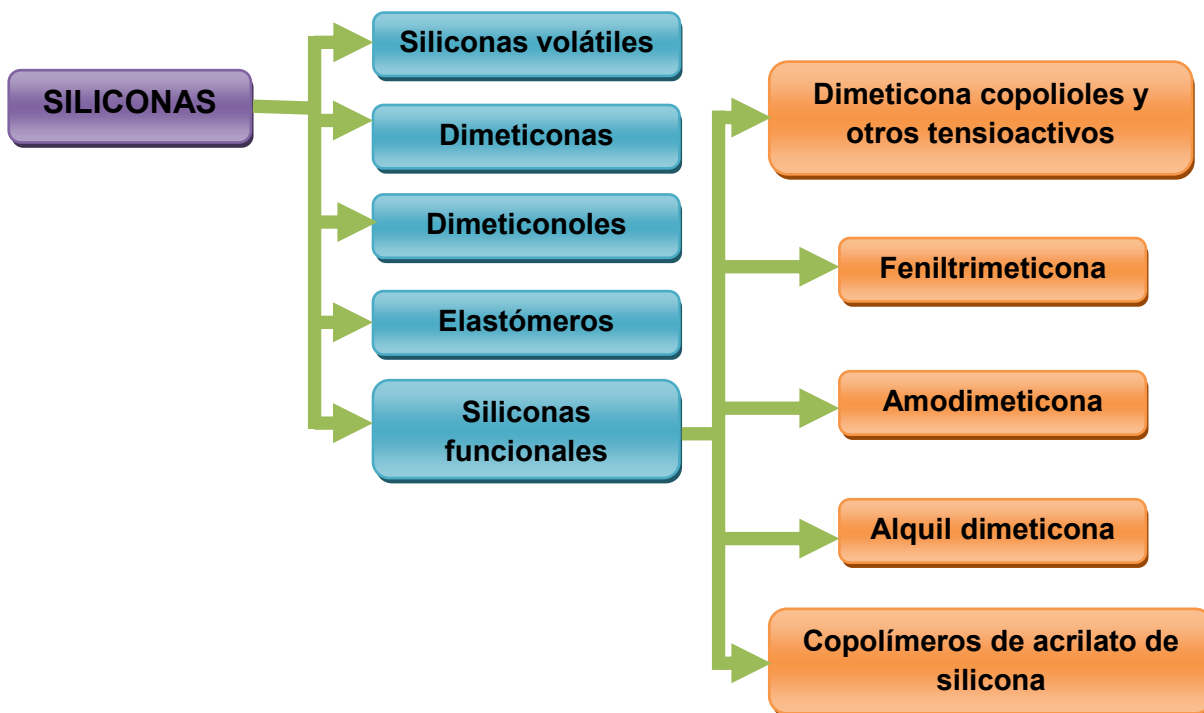 SILICONAS
Siliconas volátiles
Dimeticonas
Dimeticonoles
Elastómeros
Siliconas
funcionales
Dimeticona copolioles y
otros tensioactivos
Feniltrimeticona
Amodimeticona
Alquil dimeticona
Copolímeros de acrilato de
silicona